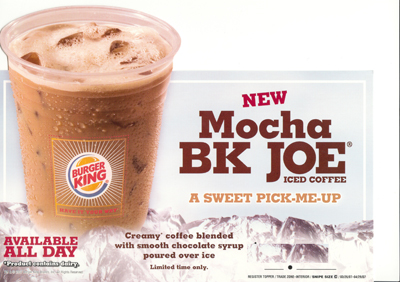 NEW
Mocha
BK JOE®
ICED COFFEE
A SWEET PICK-ME-UP
BURGER
KING
Creamy* coffee blended
with smooth chocolate syrup
poured over ice
Limited time only.
AVAILABLE
ALL DAY
*Product contains dairy.